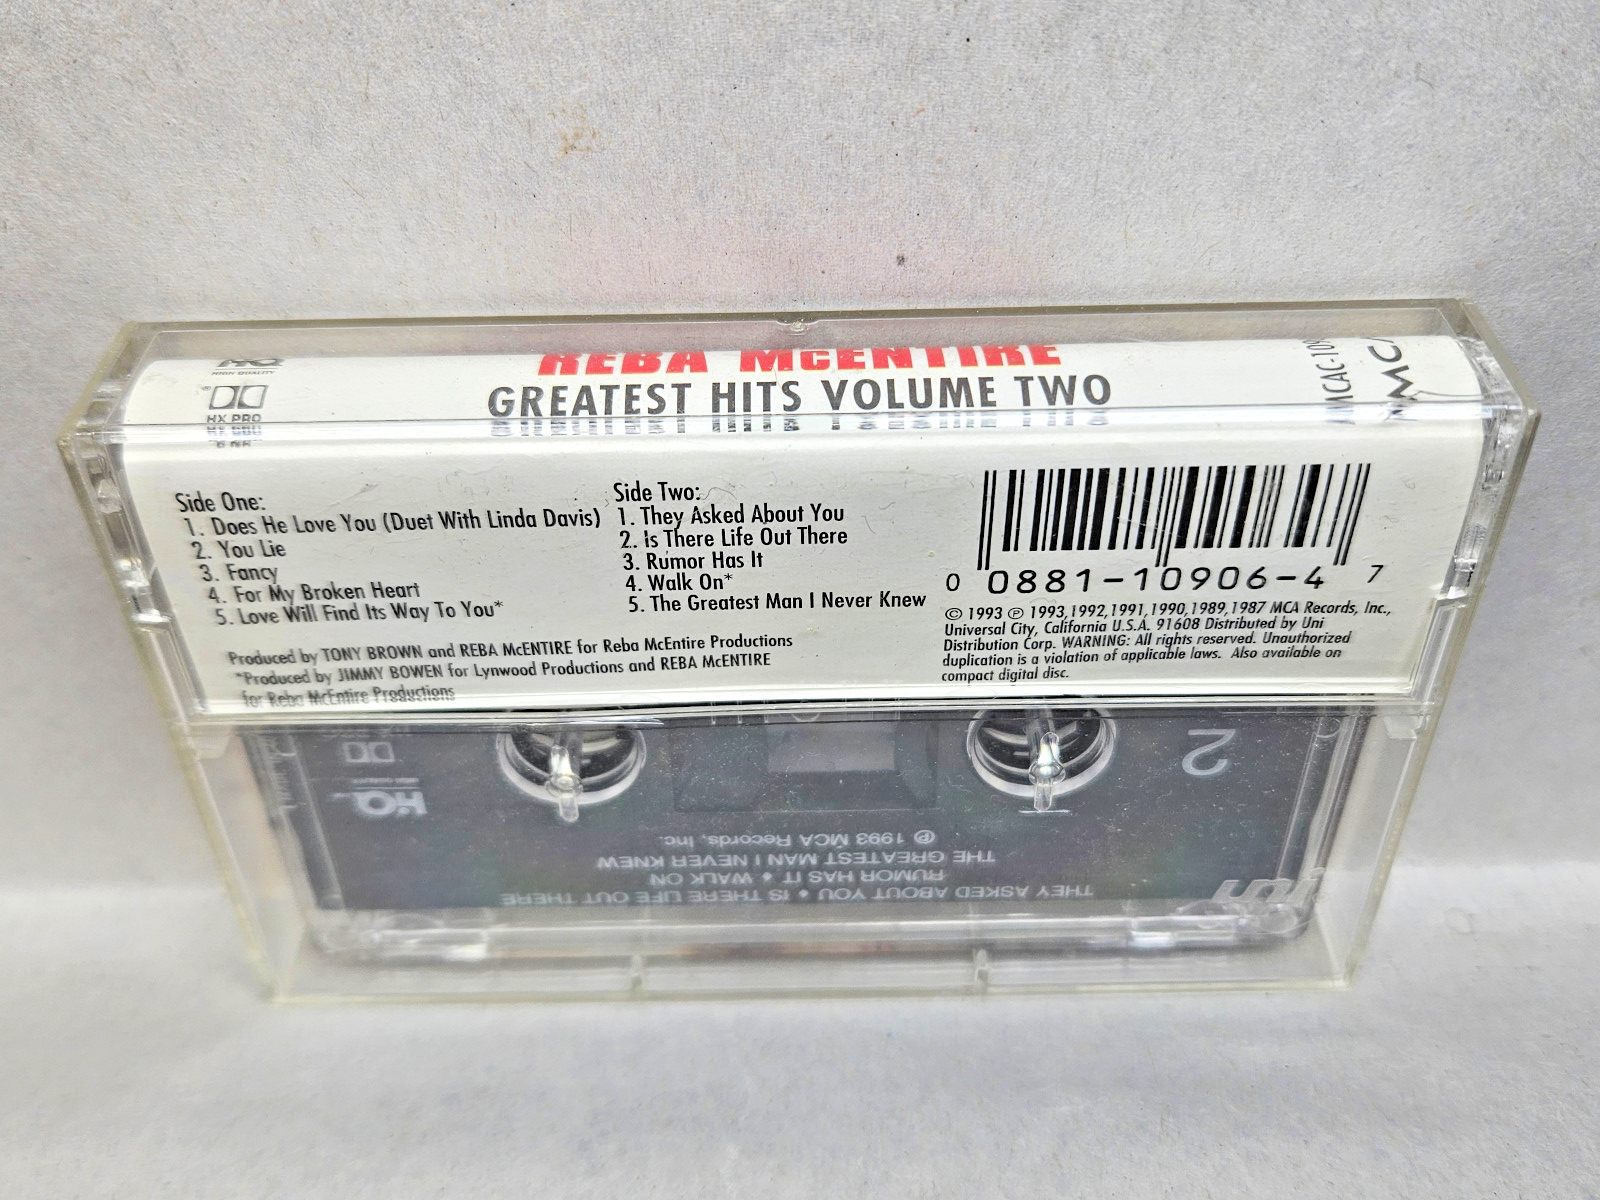 HQ
HIGH QUALITY
HX PRO
B NR
REBA McENTIRE
GREATEST HITS VOLUME TWO
MCAC-109
MCA
Side One:
1. Does He Love You (Duet With Linda Davis)
2. You Lie
3. Fancy
4. For My Broken Heart
5. Love Will Find Its Way To You*
Side Two:
1. They Asked About You
2. Is There Life Out There
3. Rumor Has It
4. Walk On*
5. The Greatest Man I Never Knew
Produced by TONY BROWN and REBA McENTIRE for Reba McEntire Productions
*Produced by JIMMY BOWEN for Lynwood Productions and REBA McENTIRE
for Reba McEntire Productions
0 0881-10906-4 7
© 1993 ℗ 1993,1992,1991,1990,1989,1987 MCA Records, Inc.,
Universal City, California U.S.A. 91608 Distributed by Uni
Distribution Corp. WARNING: All rights reserved. Unauthorized
duplication is a violation of applicable laws. Also available on
compact digital disc.
2
HQ
THEY ASKED ABOUT YOU • IS THERE LIFE OUT THERE
RUMOR HAS IT • WALK ON
THE GREATEST MAN I NEVER KNEW
℗ 1993 MCA Records, Inc.